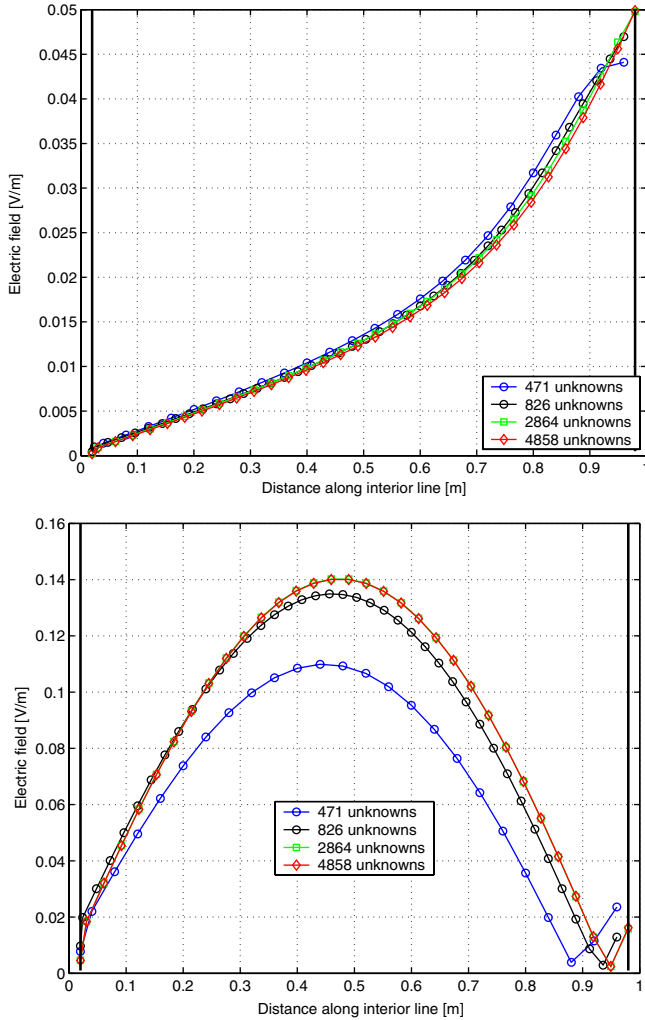 0.05
0.045
0.04
0.035
0.03
0.025
0.02
0.015
0.01
0.005
0
Electric field [V/m]
0 0.1 0.2 0.3 0.4 0.5 0.6 0.7 0.8 0.9 1
Distance along interior line [m]
471 unknowns
826 unknowns
2864 unknowns
4858 unknowns
0.16
0.14
0.12
0.1
0.08
0.06
0.04
0.02
0
Electric field [V/m]
0 0.1 0.2 0.3 0.4 0.5 0.6 0.7 0.8 0.9 1
Distance along interior line [m]
471 unknowns
826 unknowns
2864 unknowns
4858 unknowns